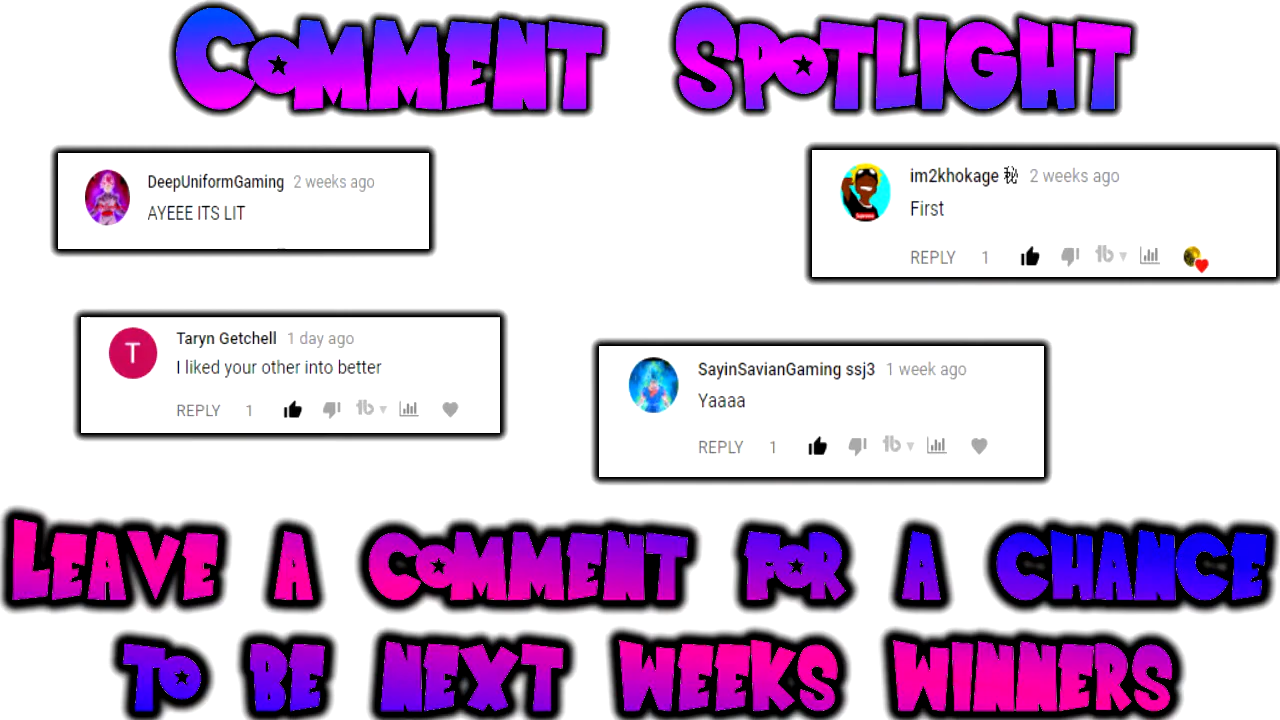 Comment Spotlight
DeepUniformGaming 2 weeks ago
AYEEE ITS LIT
im2khokage ㊙ 2 weeks ago
First
REPLY 1
Taryn Getchell 1 day ago
T
I liked your other into better
REPLY 1
SayinSavianGaming ssj3 1 week ago
Yaaaa
REPLY 1
Leave a comment for a chance
to be next weeks winners